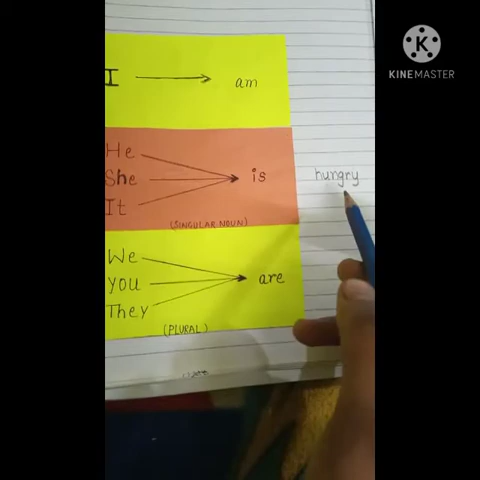 K
KINEMASTER
I am
He
She is hungry
It
(SINGULAR NOUN)
We
YOU are
They
(PLURAL)